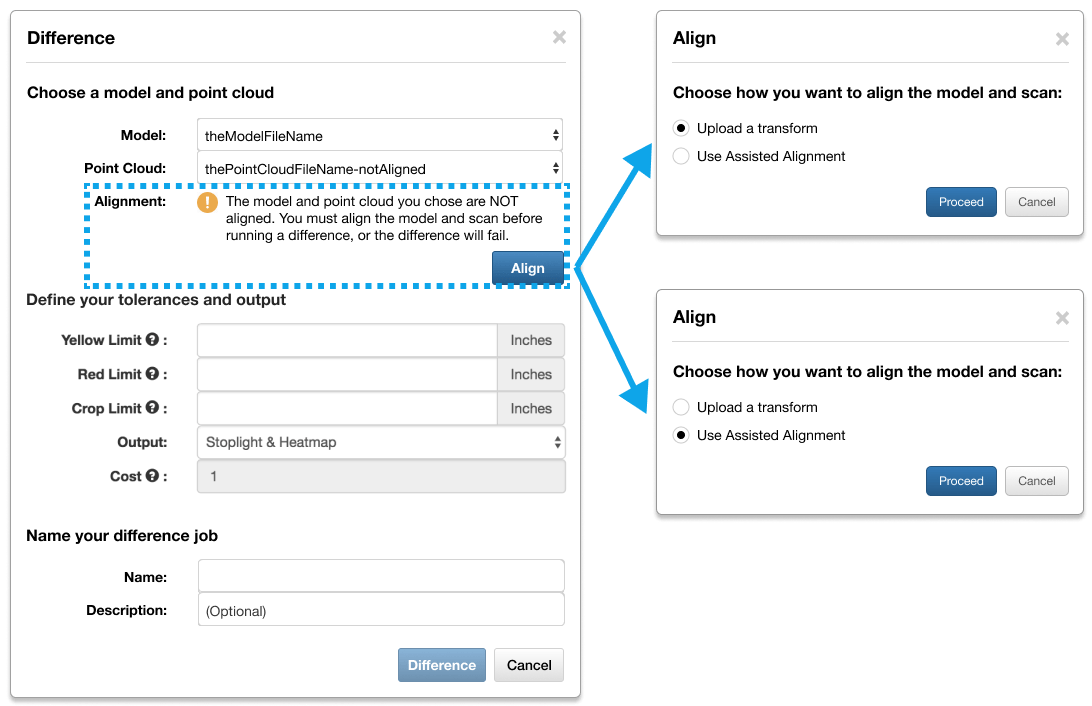 Difference ×
Choose a model and point cloud
Model: theModelFileName
Point Cloud: thePointCloudFileName-notAligned
Alignment: ! The model and point cloud you chose are NOT
aligned. You must align the model and scan before
running a difference, or the difference will fail.
Align
Define your tolerances and output
Yellow Limit ? : Inches
Red Limit ? : Inches
Crop Limit ? : Inches
Output: Stoplight & Heatmap
Cost ? : 1
Name your difference job
Name:
Description: (Optional)
Difference Cancel
Align ×
Choose how you want to align the model and scan:
Upload a transform
Use Assisted Alignment
Proceed Cancel
Align ×
Choose how you want to align the model and scan:
Upload a transform
Use Assisted Alignment
Proceed Cancel